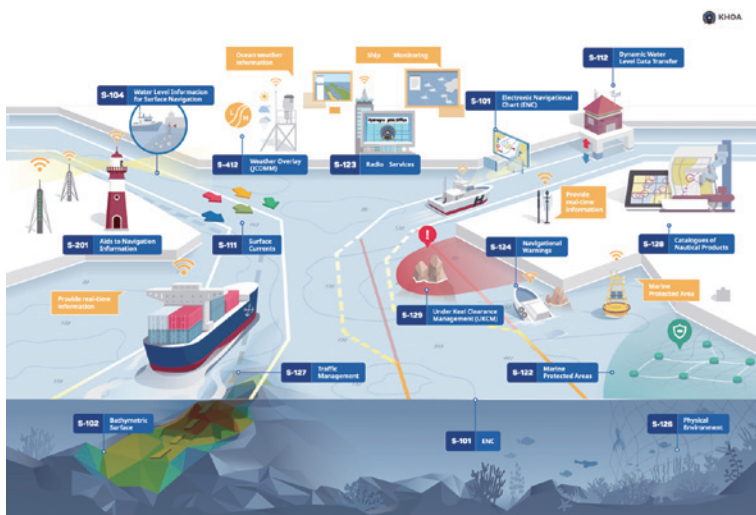 KHOA
Ocean weather
information
Ship Monitoring
S-112
Dynamic Water
Level Data Transfer
S-104
Water Level Information
for Surface Navigation
S-101
Electronic Navigational
Chart (ENC)
S-412
Weather Overlay
(JCOMM)
S-123
Radio Services
Provide
real-time
information
S-201
Aids to Navigation
Information
S-111
Surface
Currents
S-124
Navigational
Warnings
S-128
Catalogues of
Nautical Products
Provide real-time
information
S-129
Under Keel Clearance
Management (UKCM)
Marine
Protected Area
S-127
Traffic
Management
S-122
Marine
Protected Areas
S-102
Bathymetric
Surface
S-101
ENC
S-126
Physical
Environment